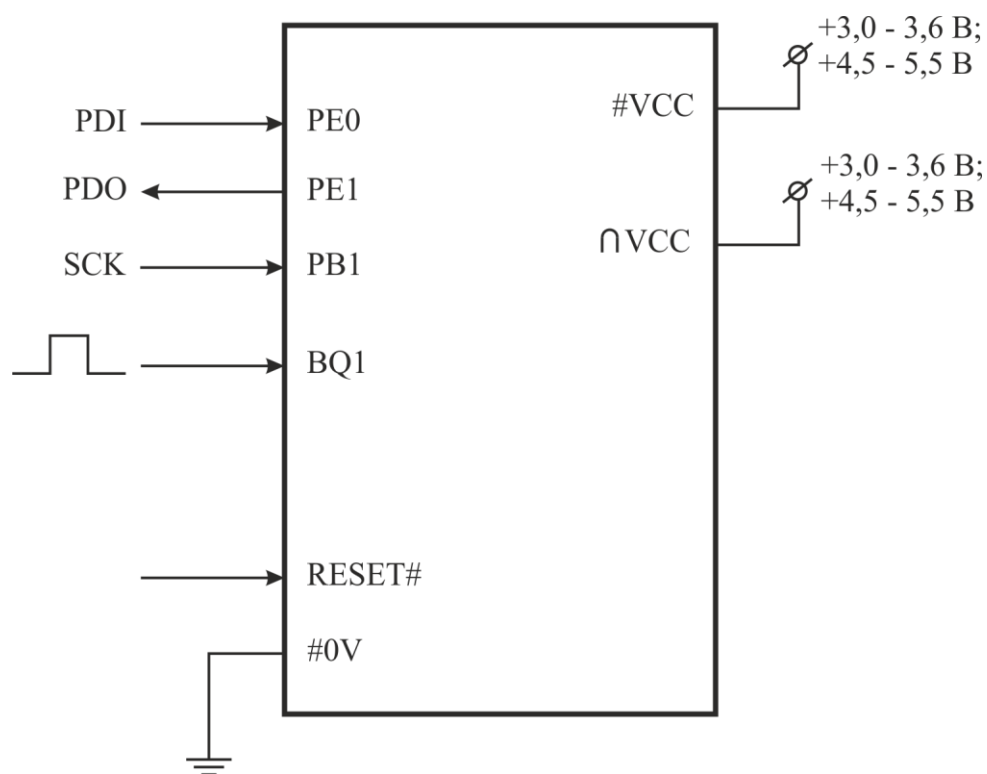 +3,0 - 3,6 В;
+4,5 - 5,5 В
#VCC
PDI
PE0
+3,0 - 3,6 В;
+4,5 - 5,5 В
PDO
PE1
∩VCC
SCK
PB1
BQ1
RESET#
#0V